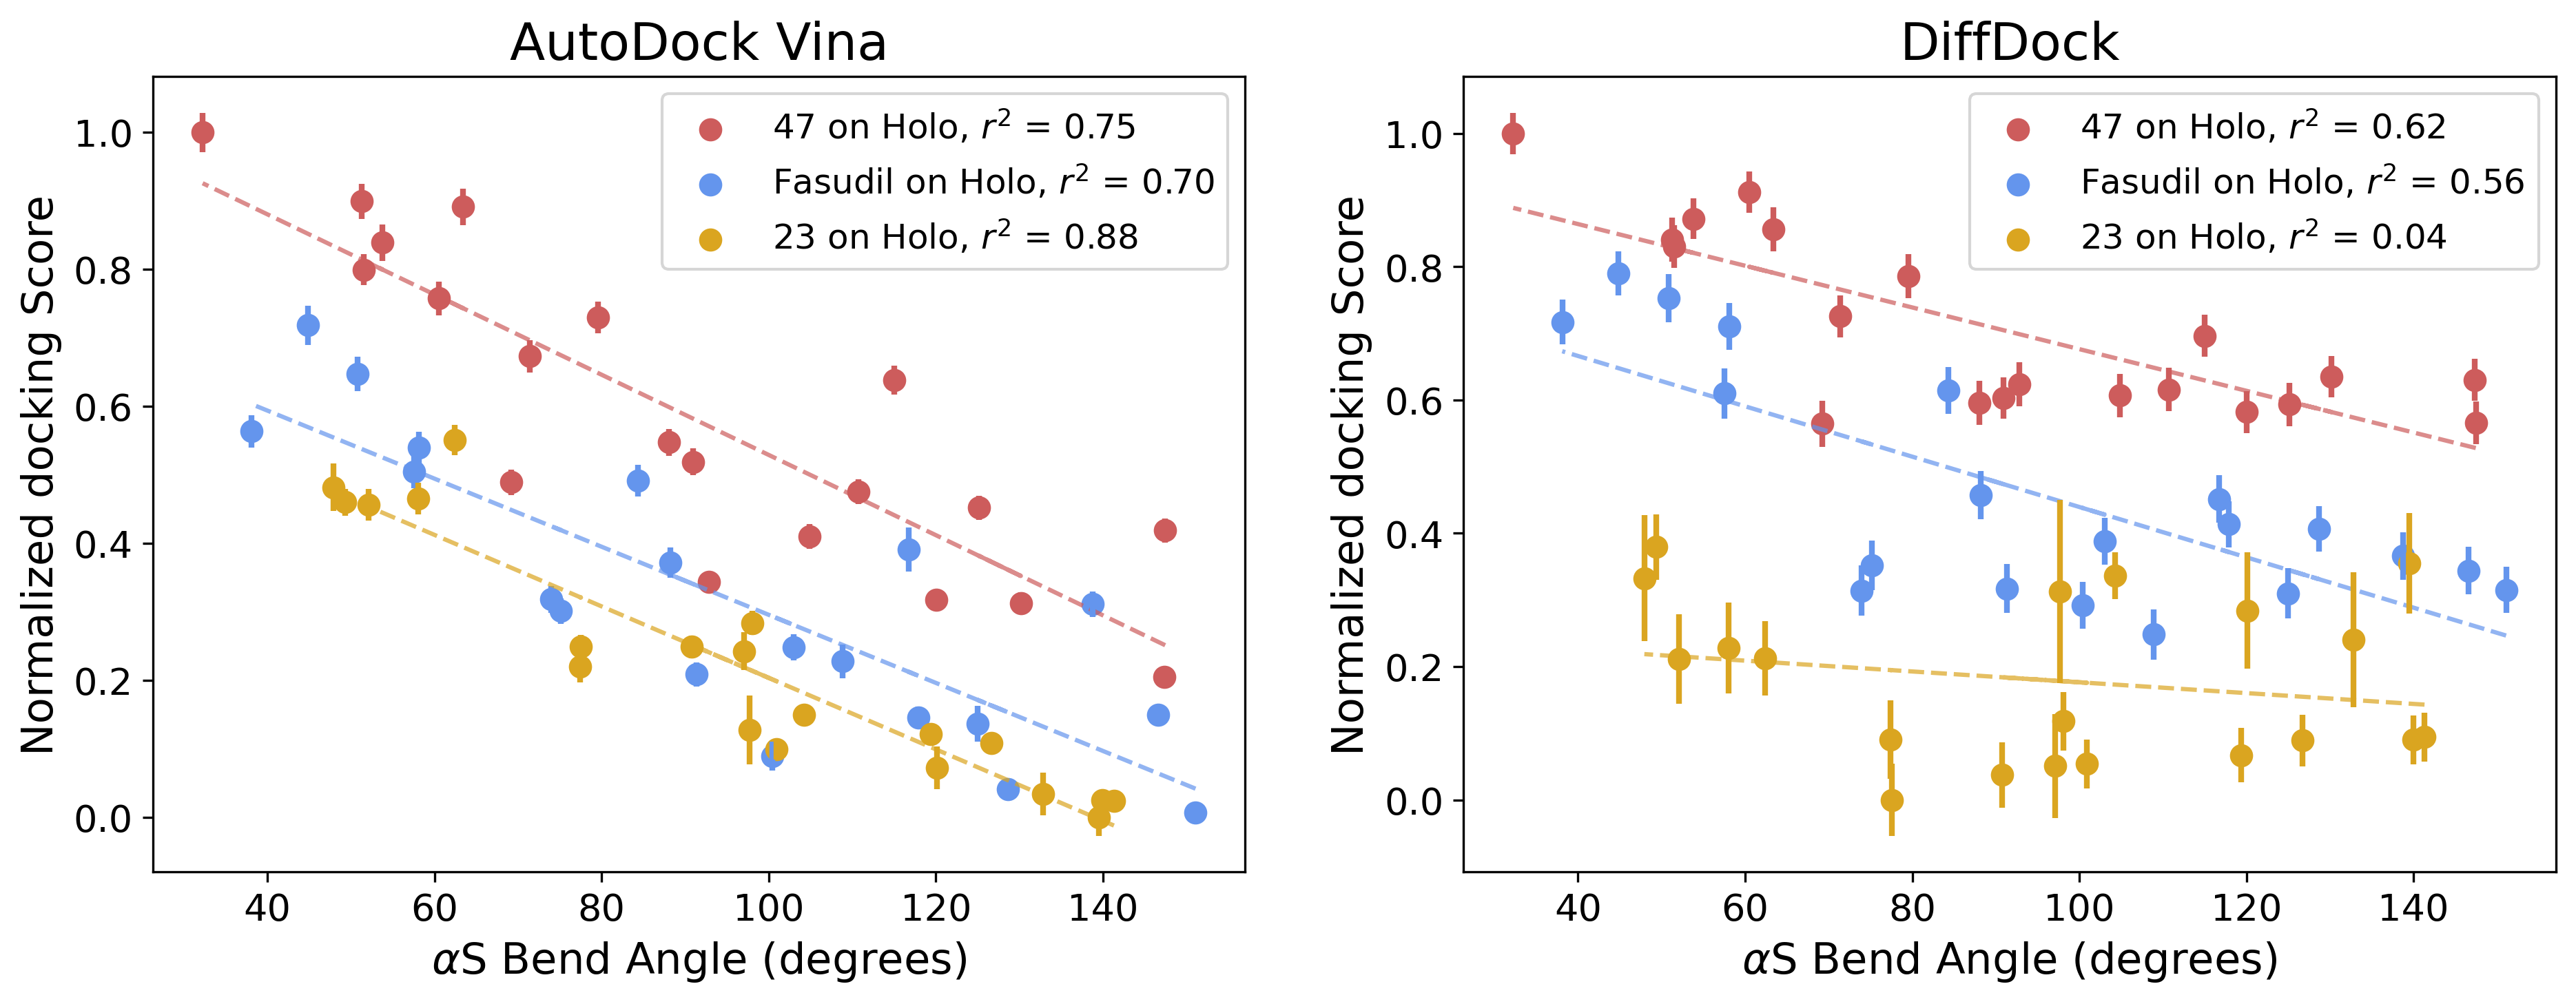 AutoDock Vina
Normalized docking Score
1.0
0.8
0.6
0.4
0.2
0.0
47 on Holo, r² = 0.75
Fasudil on Holo, r² = 0.70
23 on Holo, r² = 0.88
40 60 80 100 120 140
αS Bend Angle (degrees)
DiffDock
Normalized docking Score
1.0
0.8
0.6
0.4
0.2
0.0
47 on Holo, r² = 0.62
Fasudil on Holo, r² = 0.56
23 on Holo, r² = 0.04
40 60 80 100 120 140
αS Bend Angle (degrees)